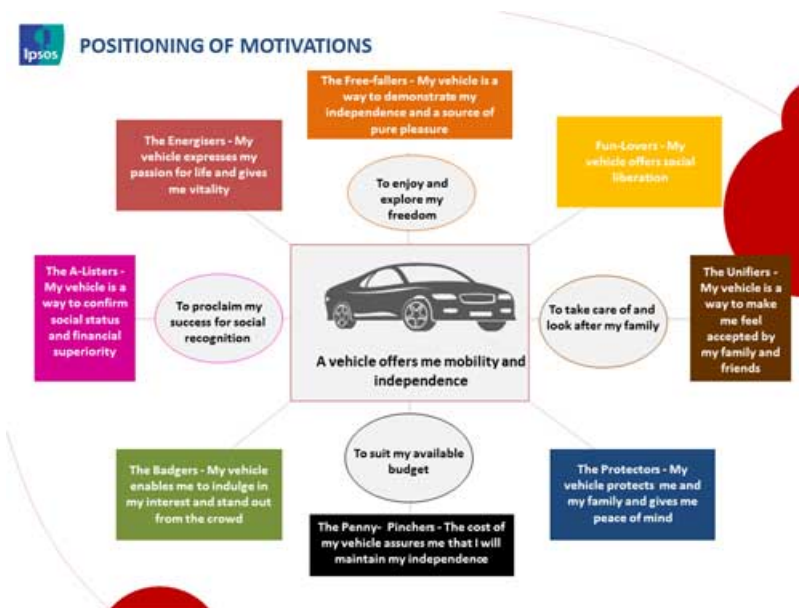 Ipsos
POSITIONING OF MOTIVATIONS
The Free-fallers - My vehicle is a
way to demonstrate my
independence and a source of
pure pleasure
The Energisers - My
vehicle expresses my
passion for life and gives
me vitality
Fun-Lovers - My
vehicle offers social
liberation
To enjoy and
explore my
freedom
The A-Listers -
My vehicle is a
way to confirm
social status
and financial
superiority
To proclaim my
success for social
recognition
A vehicle offers me mobility and
independence
To take care of and
look after my family
The Unifiers -
My vehicle is a
way to make
me feel
accepted by
my family and
friends
The Badgers - My vehicle
enables me to indulge in
my interest and stand out
from the crowd
To suit my available
budget
The Protectors - My
vehicle protects me and
my family and gives me
peace of mind
The Penny- Pinchers - The cost of
my vehicle assures me that I will
maintain my independence